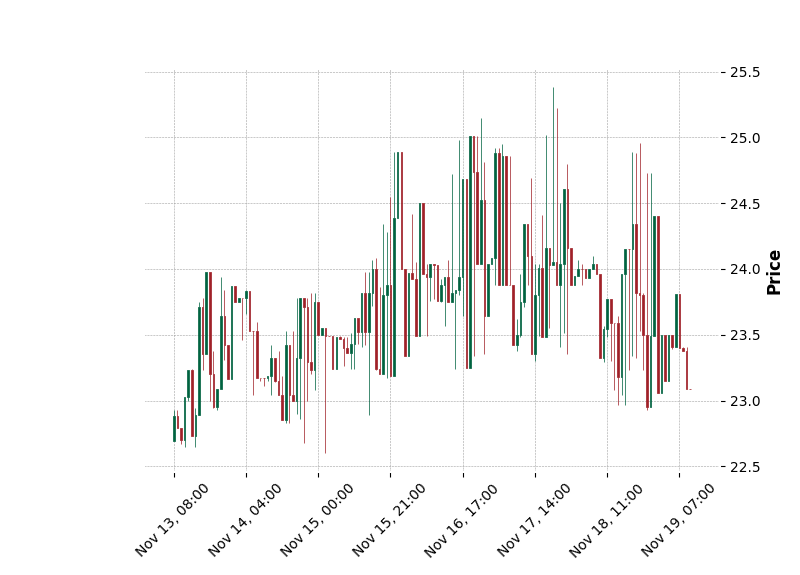 25.5
25.0
24.5
24.0
23.5
23.0
22.5
Price
Nov 13, 08:00
Nov 14, 04:00
Nov 15, 00:00
Nov 15, 21:00
Nov 16, 17:00
Nov 17, 14:00
Nov 18, 11:00
Nov 19, 07:00